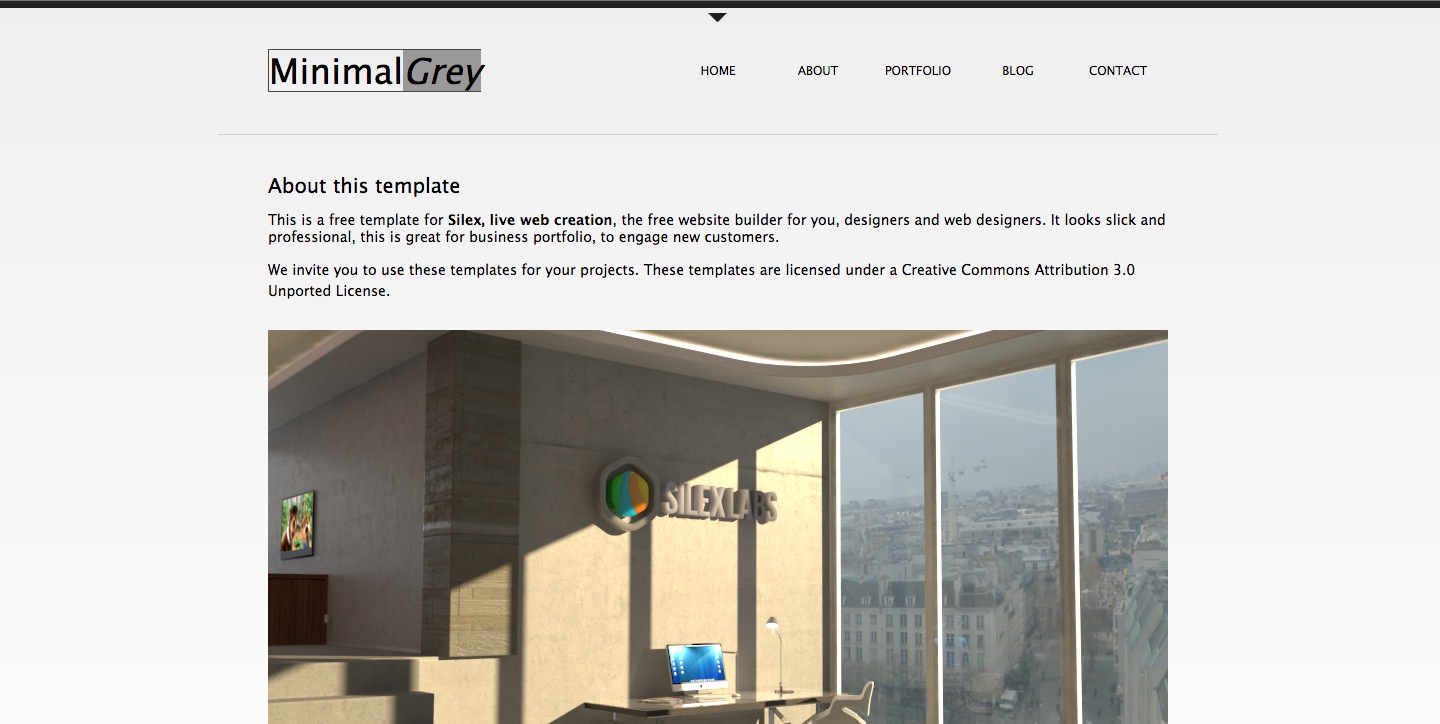 MinimalGrey
HOME ABOUT PORTFOLIO BLOG CONTACT
About this template
This is a free template for Silex, live web creation, the free website builder for you, designers and web designers. It looks slick and
professional, this is great for business portfolio, to engage new customers.
We invite you to use these templates for your projects. These templates are licensed under a Creative Commons Attribution 3.0
Unported License.
SILEX LABS